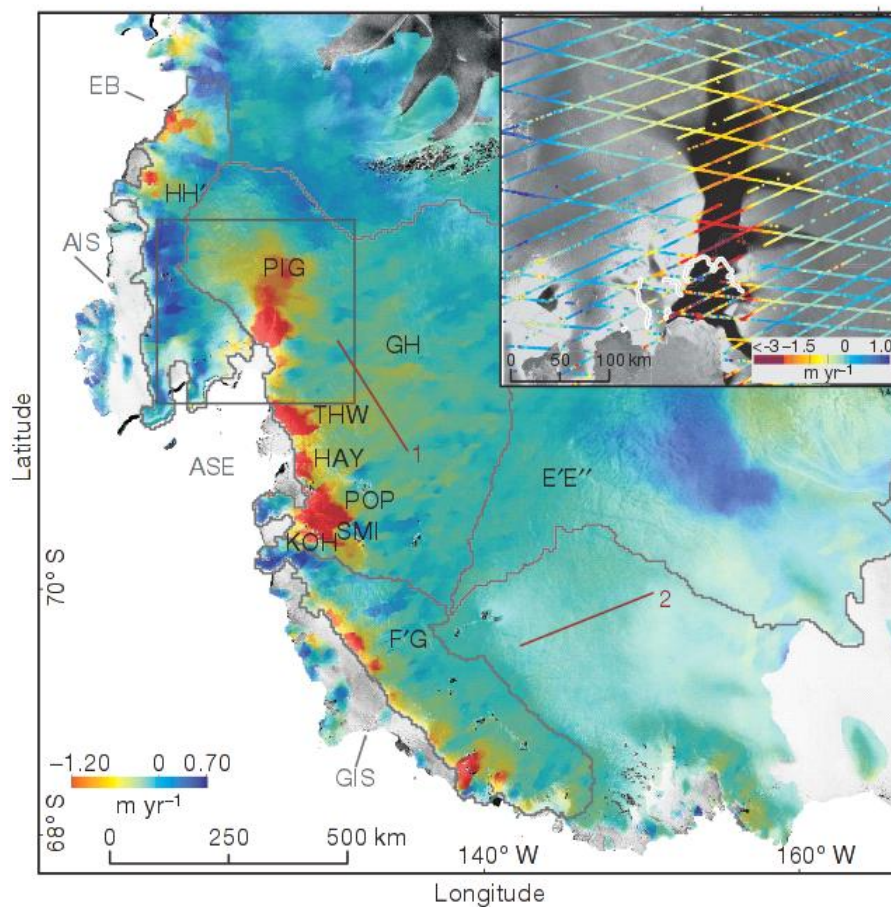 EB
HH'
AIS
PIG
GH
THW
1
HAY
ASE
POP
SMI
KOH
E'E''
2
F'G
GIS
<−3 −1.5 0 1.0
m yr−1
0 50 100 km
−1.20 0 0.70
m yr−1
0 250 500 km
Latitude
70° S
68° S
140° W 160° W
Longitude